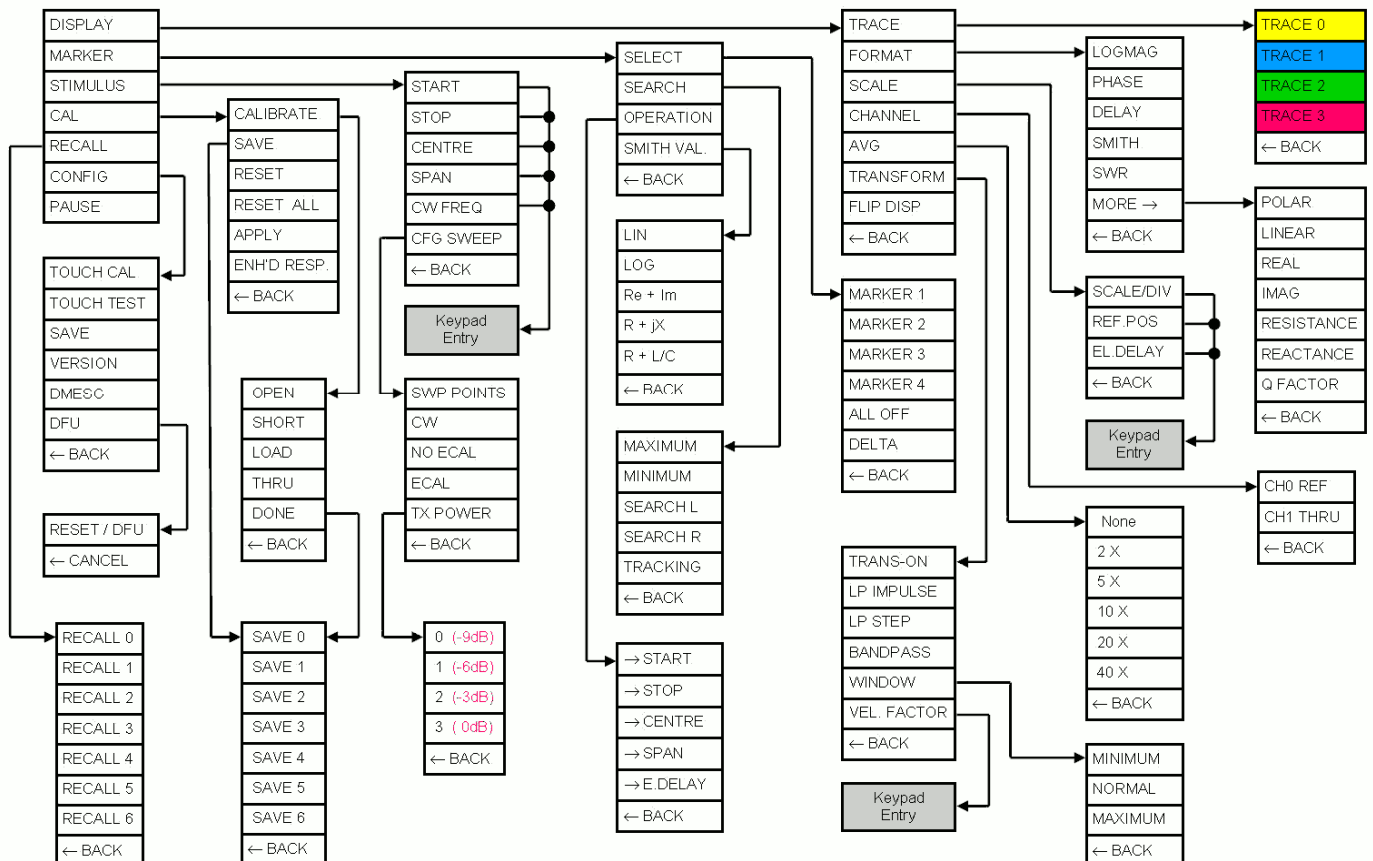 DISPLAY
MARKER
STIMULUS
CAL
RECALL
CONFIG
PAUSE
TOUCH CAL
TOUCH TEST
SAVE
VERSION
DMESC
DFU
← BACK
RESET / DFU
← CANCEL
RECALL 0
RECALL 1
RECALL 2
RECALL 3
RECALL 4
RECALL 5
RECALL 6
← BACK
CALIBRATE
SAVE
RESET
RESET ALL
APPLY
ENH'D RESP.
← BACK
OPEN
SHORT
LOAD
THRU
DONE
← BACK
SAVE 0
SAVE 1
SAVE 2
SAVE 3
SAVE 4
SAVE 5
SAVE 6
← BACK
START
STOP
CENTRE
SPAN
CW FREQ
CFG SWEEP
← BACK
Keypad
Entry
SWP POINTS
CW
NO ECAL
ECAL
TX POWER
← BACK
0 (-9dB)
1 (-6dB)
2 (-3dB)
3 ( 0dB)
← BACK
SELECT
SEARCH
OPERATION
SMITH VAL.
← BACK
LIN
LOG
Re + Im
R + jX
R + L/C
← BACK
MAXIMUM
MINIMUM
SEARCH L
SEARCH R
TRACKING
← BACK
→ START
→ STOP
→ CENTRE
→ SPAN
→ E.DELAY
← BACK
TRACE
FORMAT
SCALE
CHANNEL
AVG
TRANSFORM
FLIP DISP
← BACK
MARKER 1
MARKER 2
MARKER 3
MARKER 4
ALL OFF
DELTA
← BACK
TRANS-ON
LP IMPULSE
LP STEP
BANDPASS
WINDOW
VEL. FACTOR
← BACK
Keypad
Entry
LOGMAG
PHASE
DELAY
SMITH
SWR
MORE →
← BACK
SCALE/DIV
REF.POS
EL.DELAY
← BACK
Keypad
Entry
None
2 X
5 X
10 X
20 X
40 X
← BACK
MINIMUM
NORMAL
MAXIMUM
← BACK
TRACE 0
TRACE 1
TRACE 2
TRACE 3
← BACK
POLAR
LINEAR
REAL
IMAG
RESISTANCE
REACTANCE
Q FACTOR
← BACK
CH0 REF
CH1 THRU
← BACK